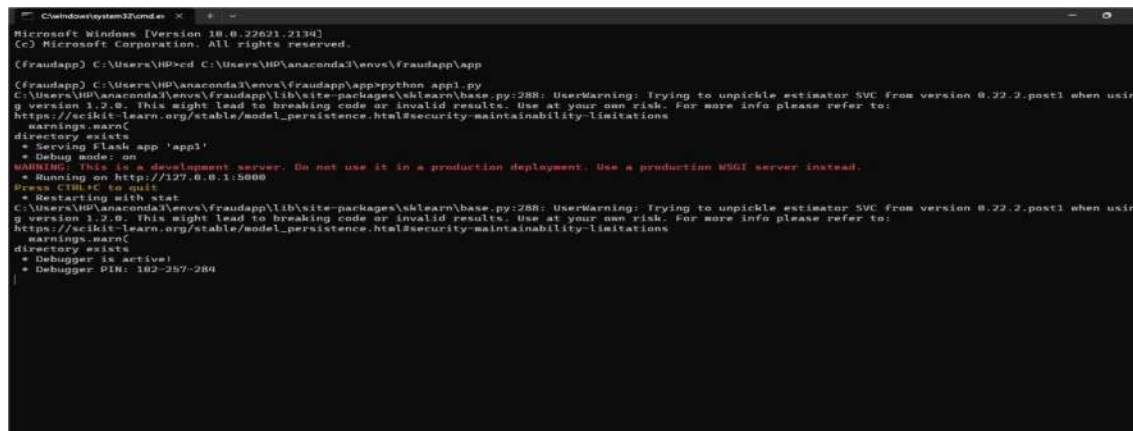 C:\windows\system32\cmd.ex
Microsoft Windows [Version 10.0.22621.2134]
(c) Microsoft Corporation. All rights reserved.
(fraudapp) C:\Users\HP>cd C:\Users\HP\anaconda3\envs\fraudapp\app
(fraudapp) C:\Users\HP\anaconda3\envs\fraudapp\app>python app1.py
C:\Users\HP\anaconda3\envs\fraudapp\lib\site-packages\sklearn\base.py:288: UserWarning: Trying to unpickle estimator SVC from version 0.22.2.post1 when usin
g version 1.2.0. This might lead to breaking code or invalid results. Use at your own risk. For more info please refer to:
https://scikit-learn.org/stable/model_persistence.html#security-maintainability-limitations
warnings.warn(
directory exists
* Serving Flask app 'app1'
* Debug mode: on
WARNING: This is a development server. Do not use it in a production deployment. Use a production WSGI server instead.
* Running on http://127.0.0.1:5000
Press CTRL+C to quit
* Restarting with stat
C:\Users\HP\anaconda3\envs\fraudapp\lib\site-packages\sklearn\base.py:288: UserWarning: Trying to unpickle estimator SVC from version 0.22.2.post1 when usin
g version 1.2.0. This might lead to breaking code or invalid results. Use at your own risk. For more info please refer to:
https://scikit-learn.org/stable/model_persistence.html#security-maintainability-limitations
warnings.warn(
directory exists
* Debugger is active!
* Debugger PIN: 102-257-284